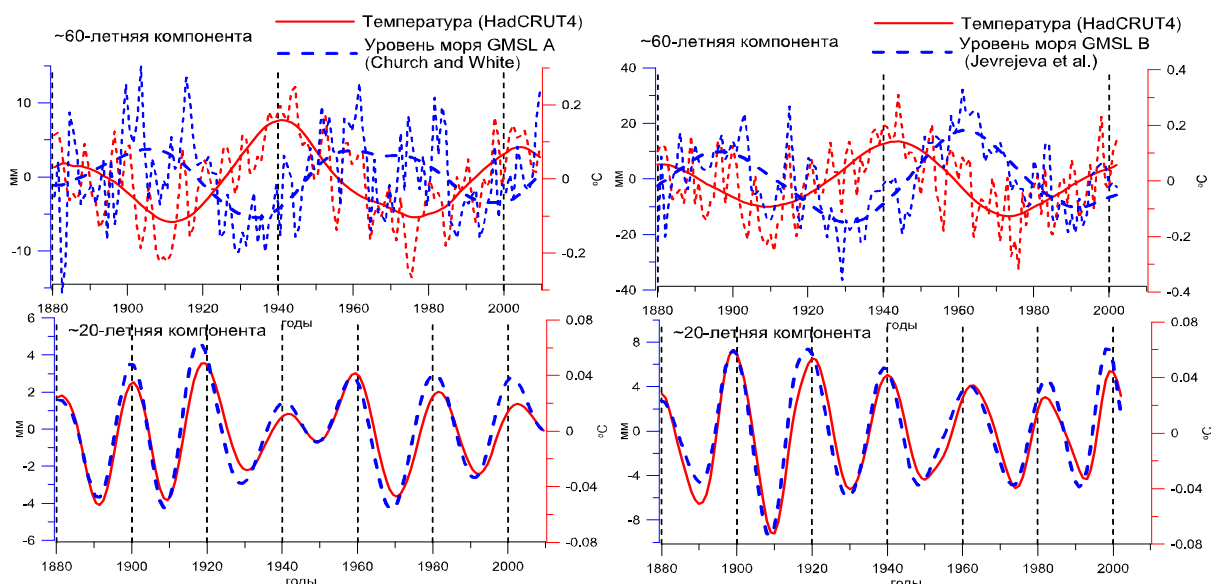 Температура (HadCRUT4)
~60-летняя компонента
Уровень моря GMSL A
(Church and White)
10
0
-10
мм
0.2
0
-0.2
°C
1880 1900 1920 1940 1960 1980 2000
годы
~20-летняя компонента
6
4
2
0
-2
-4
-6
мм
0.08
0.04
0
-0.04
-0.08
°C
1880 1900 1920 1940 1960 1980 2000
годы
Температура (HadCRUT4)
~60-летняя компонента
Уровень моря GMSL B
(Jevrejeva et al.)
40
20
0
-20
-40
мм
0.4
0.2
0
-0.2
-0.4
°C
1880 1900 1920 1940 1960 1980 2000
годы
~20-летняя компонента
8
4
0
-4
-8
мм
0.08
0.04
0
-0.04
-0.08
°C
1880 1900 1920 1940 1960 1980 2000
годы